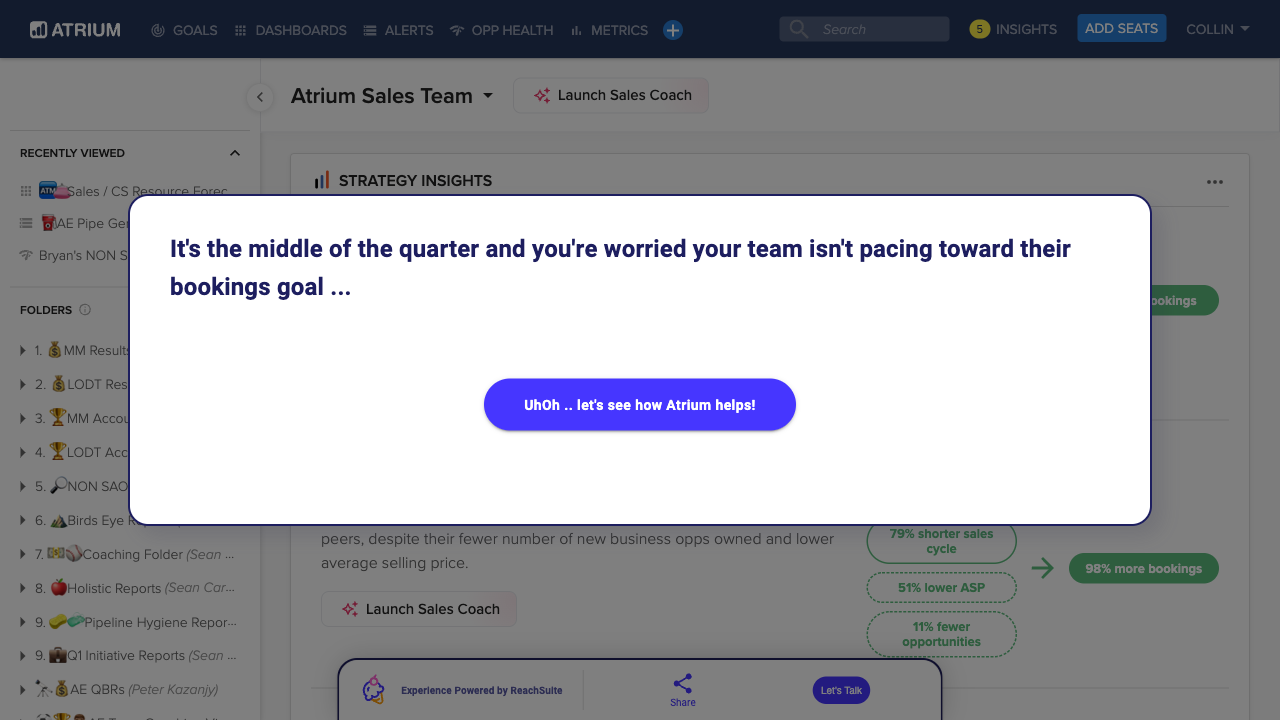 ATRIUM GOALS DASHBOARDS ALERTS OPP HEALTH METRICS Search 5 INSIGHTS ADD SEATS COLLIN
Atrium Sales Team Launch Sales Coach
RECENTLY VIEWED
STRATEGY INSIGHTS
Sales / CS Resource Forec
AE Pipe Ger
Bryan's NON S
It's the middle of the quarter and you're worried your team isn't pacing toward their
bookings goal ...
ookings
FOLDERS
1. MM Results
2. LODT Res
3. MM Accou
4. LODT Acc
5. NON SAO
6. Birds Eye R
7. Coaching Folder (Sean ...
8. Holistic Reports (Sean Car...
9. Pipeline Hygiene Repor...
9. Q1 Initiative Reports (Sean ...
AE QBRs (Peter Kazanjy)
UhOh .. let's see how Atrium helps!
peers, despite their fewer number of new business opps owned and lower
average selling price.
Launch Sales Coach
79% shorter sales
cycle
51% lower ASP
11% fewer
opportunities
98% more bookings
Experience Powered by ReachSuite
Share
Let's Talk